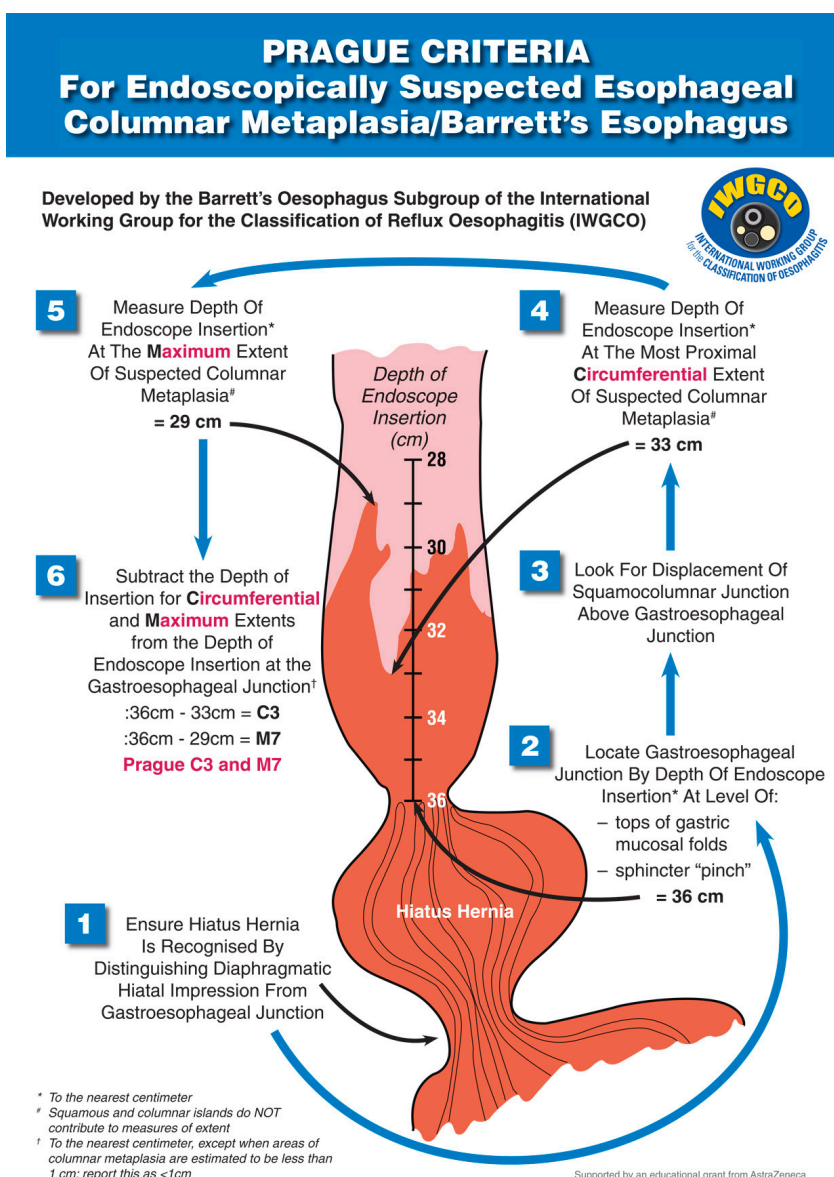 PRAGUE CRITERIA
For Endoscopically Suspected Esophageal
Columnar Metaplasia/Barrett's Esophagus
Developed by the Barrett's Oesophagus Subgroup of the International
Working Group for the Classification of Reflux Oesophagitis (IWGCO)
IWGCO
INTERNATIONAL WORKING GROUP
for the CLASSIFICATION OF OESOPHAGITIS
5
Measure Depth Of
Endoscope Insertion*
At The Maximum Extent
Of Suspected Columnar
Metaplasia#
= 29 cm
4
Measure Depth Of
Endoscope Insertion*
At The Most Proximal
Circumferential Extent
Of Suspected Columnar
Metaplasia#
= 33 cm
Depth of
Endoscope
Insertion
(cm)
28
30
32
34
36
6
Subtract the Depth of
Insertion for Circumferential
and Maximum Extents
from the Depth of
Endoscope Insertion at the
Gastroesophageal Junction†
:36cm - 33cm = C3
:36cm - 29cm = M7
Prague C3 and M7
3
Look For Displacement Of
Squamocolumnar Junction
Above Gastroesophageal
Junction
2
Locate Gastroesophageal
Junction By Depth Of Endoscope
Insertion* At Level Of:
– tops of gastric
mucosal folds
– sphincter "pinch"
= 36 cm
Hiatus Hernia
1
Ensure Hiatus Hernia
Is Recognised By
Distinguishing Diaphragmatic
Hiatal Impression From
Gastroesophageal Junction
* To the nearest centimeter
# Squamous and columnar islands do NOT
contribute to measures of extent
† To the nearest centimeter, except when areas of
columnar metaplasia are estimated to be less than
1 cm: report this as <1cm
Supported by an educational grant from AstraZeneca